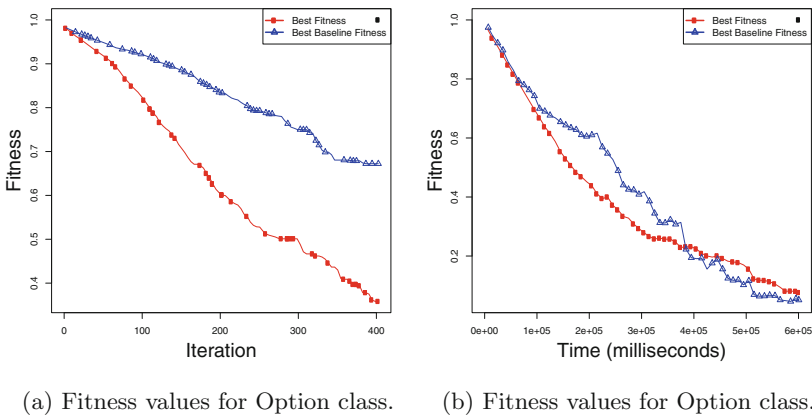 Best Fitness
Best Baseline Fitness
1.0
0.9
0.8
0.7
0.6
0.5
0.4
Fitness
0
100
200
300
400
Iteration
(a) Fitness values for Option class.
Best Fitness
Best Baseline Fitness
1.0
0.8
0.6
0.4
0.2
Fitness
0e+00
1e+05
2e+05
3e+05
4e+05
5e+05
6e+05
Time (milliseconds)
(b) Fitness values for Option class.